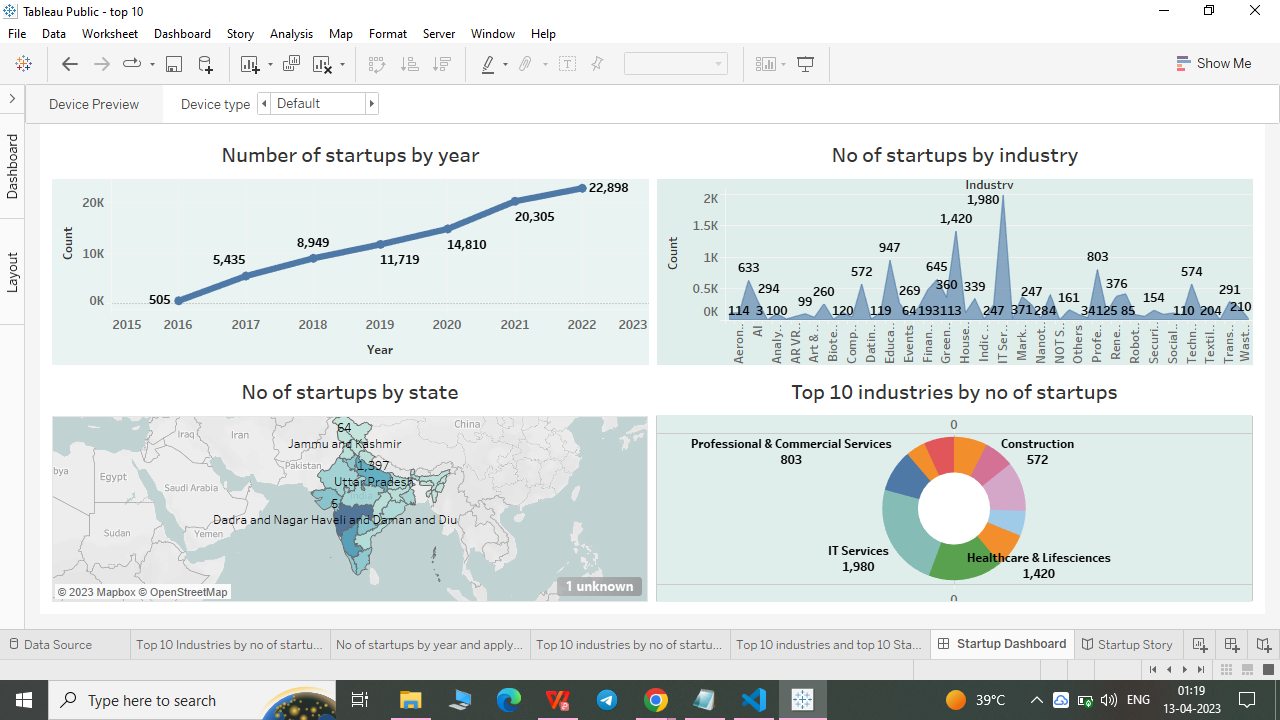 Tableau Public - top 10
File Data Worksheet Dashboard Story Analysis Map Format Server Window Help
Show Me
Device Preview Device type Default
Dashboard
Layout
Number of startups by year
20K
10K
0K
Count
505
5,435
8,949
11,719
14,810
20,305
22,898
2015 2016 2017 2018 2019 2020 2021 2022 2023
Year
No of startups by industry
Industry
2K
1.5K
1K
0.5K
0K
Count
1,980
1,420
947
803
633
645
572
574
294
260
269
360
339
247
376
291
99
161
154
114 3 100 120 119 64 193 113 247 371 284 34 125 85 110 204 210
Aeron..
AI
Analy..
AR VR..
Art & ..
Biote..
Comp..
Datin..
Educa..
Events
Finan..
Green..
House..
Indic ..
IT Ser..
Mark..
Nanot..
NOT S..
Others
Profe..
Rene..
Robot..
Securi..
Social..
Techn..
Textil..
Trans..
Wast..
No of startups by state
64
Jammu and Kashmir
1,397
Uttar Pradesh
5
Dadra and Nagar Haveli and Daman and Diu
Iraq
Iran
China
Pakistan
Egypt
Saudi Arabia
Sudan
Yemen
bya
© 2023 Mapbox © OpenStreetMap
1 unknown
Top 10 industries by no of startups
0
Professional & Commercial Services
803
Construction
572
IT Services
1,980
Healthcare & Lifesciences
1,420
0
Data Source Top 10 Industries by no of startu... No of startups by year and apply... Top 10 industries by no of startu... Top 10 industries and top 10 Sta... Startup Dashboard Startup Story
Type here to search
39°C
ENG
01:19
13-04-2023